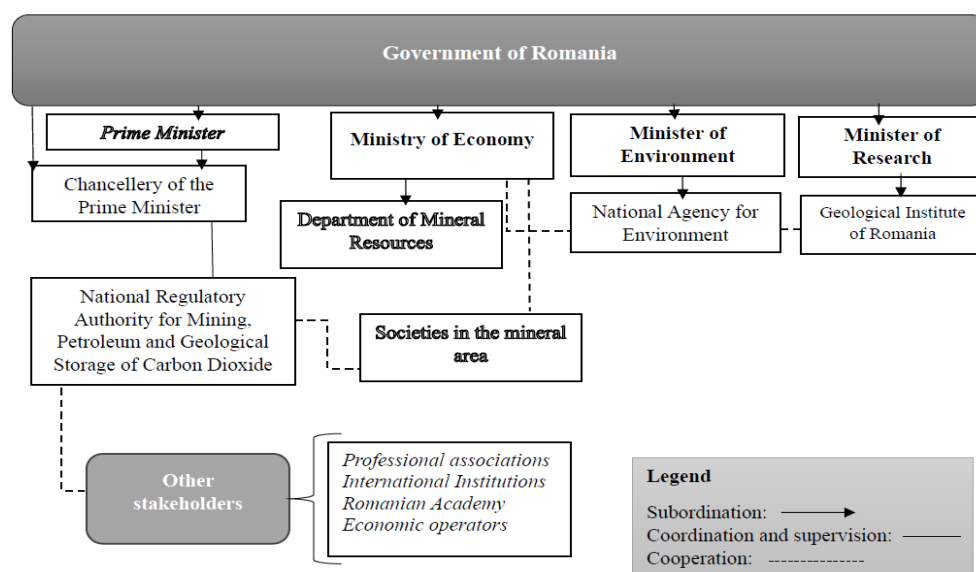 Government of Romania
Prime Minister
Ministry of Economy
Minister of
Environment
Minister of
Research
Chancellery of the
Prime Minister
Department of Mineral
Resources
National Agency for
Environment
Geological Institute
of Romania
National Regulatory
Authority for Mining,
Petroleum and Geological
Storage of Carbon Dioxide
Societies in the mineral
area
Other
stakeholders
Professional associations
International Institutions
Romanian Academy
Economic operators
Legend
Subordination:
Coordination and supervision:
Cooperation: